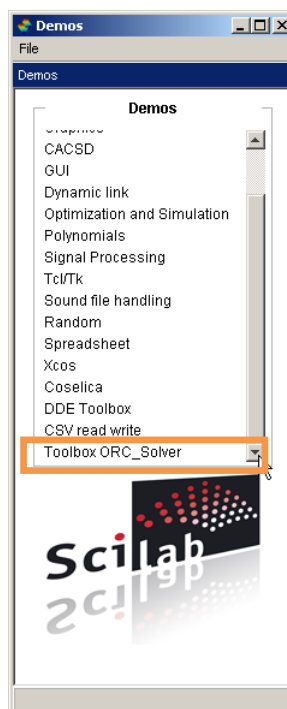 Demos
File
Demos
Demos
Graphics
CACSD
GUI
Dynamic link
Optimization and Simulation
Polynomials
Signal Processing
Tcl/Tk
Sound file handling
Random
Spreadsheet
Xcos
Coselica
DDE Toolbox
CSV read write
Toolbox ORC_Solver
Scilab